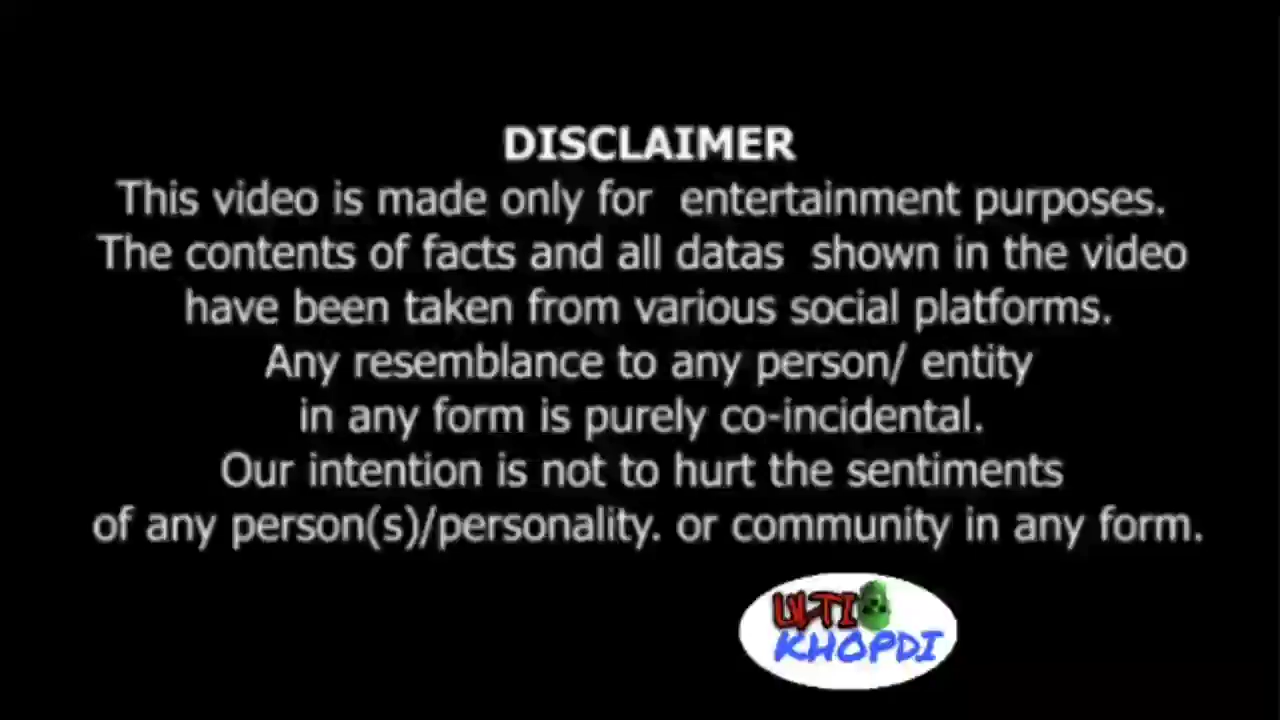 DISCLAIMER
This video is made only for entertainment purposes.
The contents of facts and all datas shown in the video
have been taken from various social platforms.
Any resemblance to any person/ entity
in any form is purely co-incidental.
Our intention is not to hurt the sentiments
of any person(s)/personality. or community in any form.
ULTI
KHOPDI